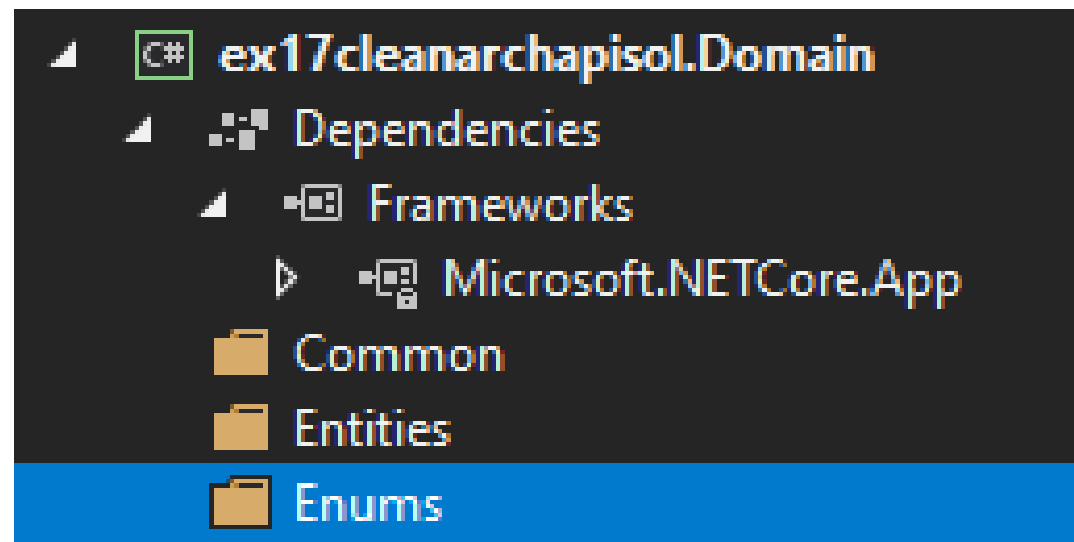 C# ex17cleanarchapisol.Domain
Dependencies
Frameworks
Microsoft.NETCore.App
Common
Entities
Enums